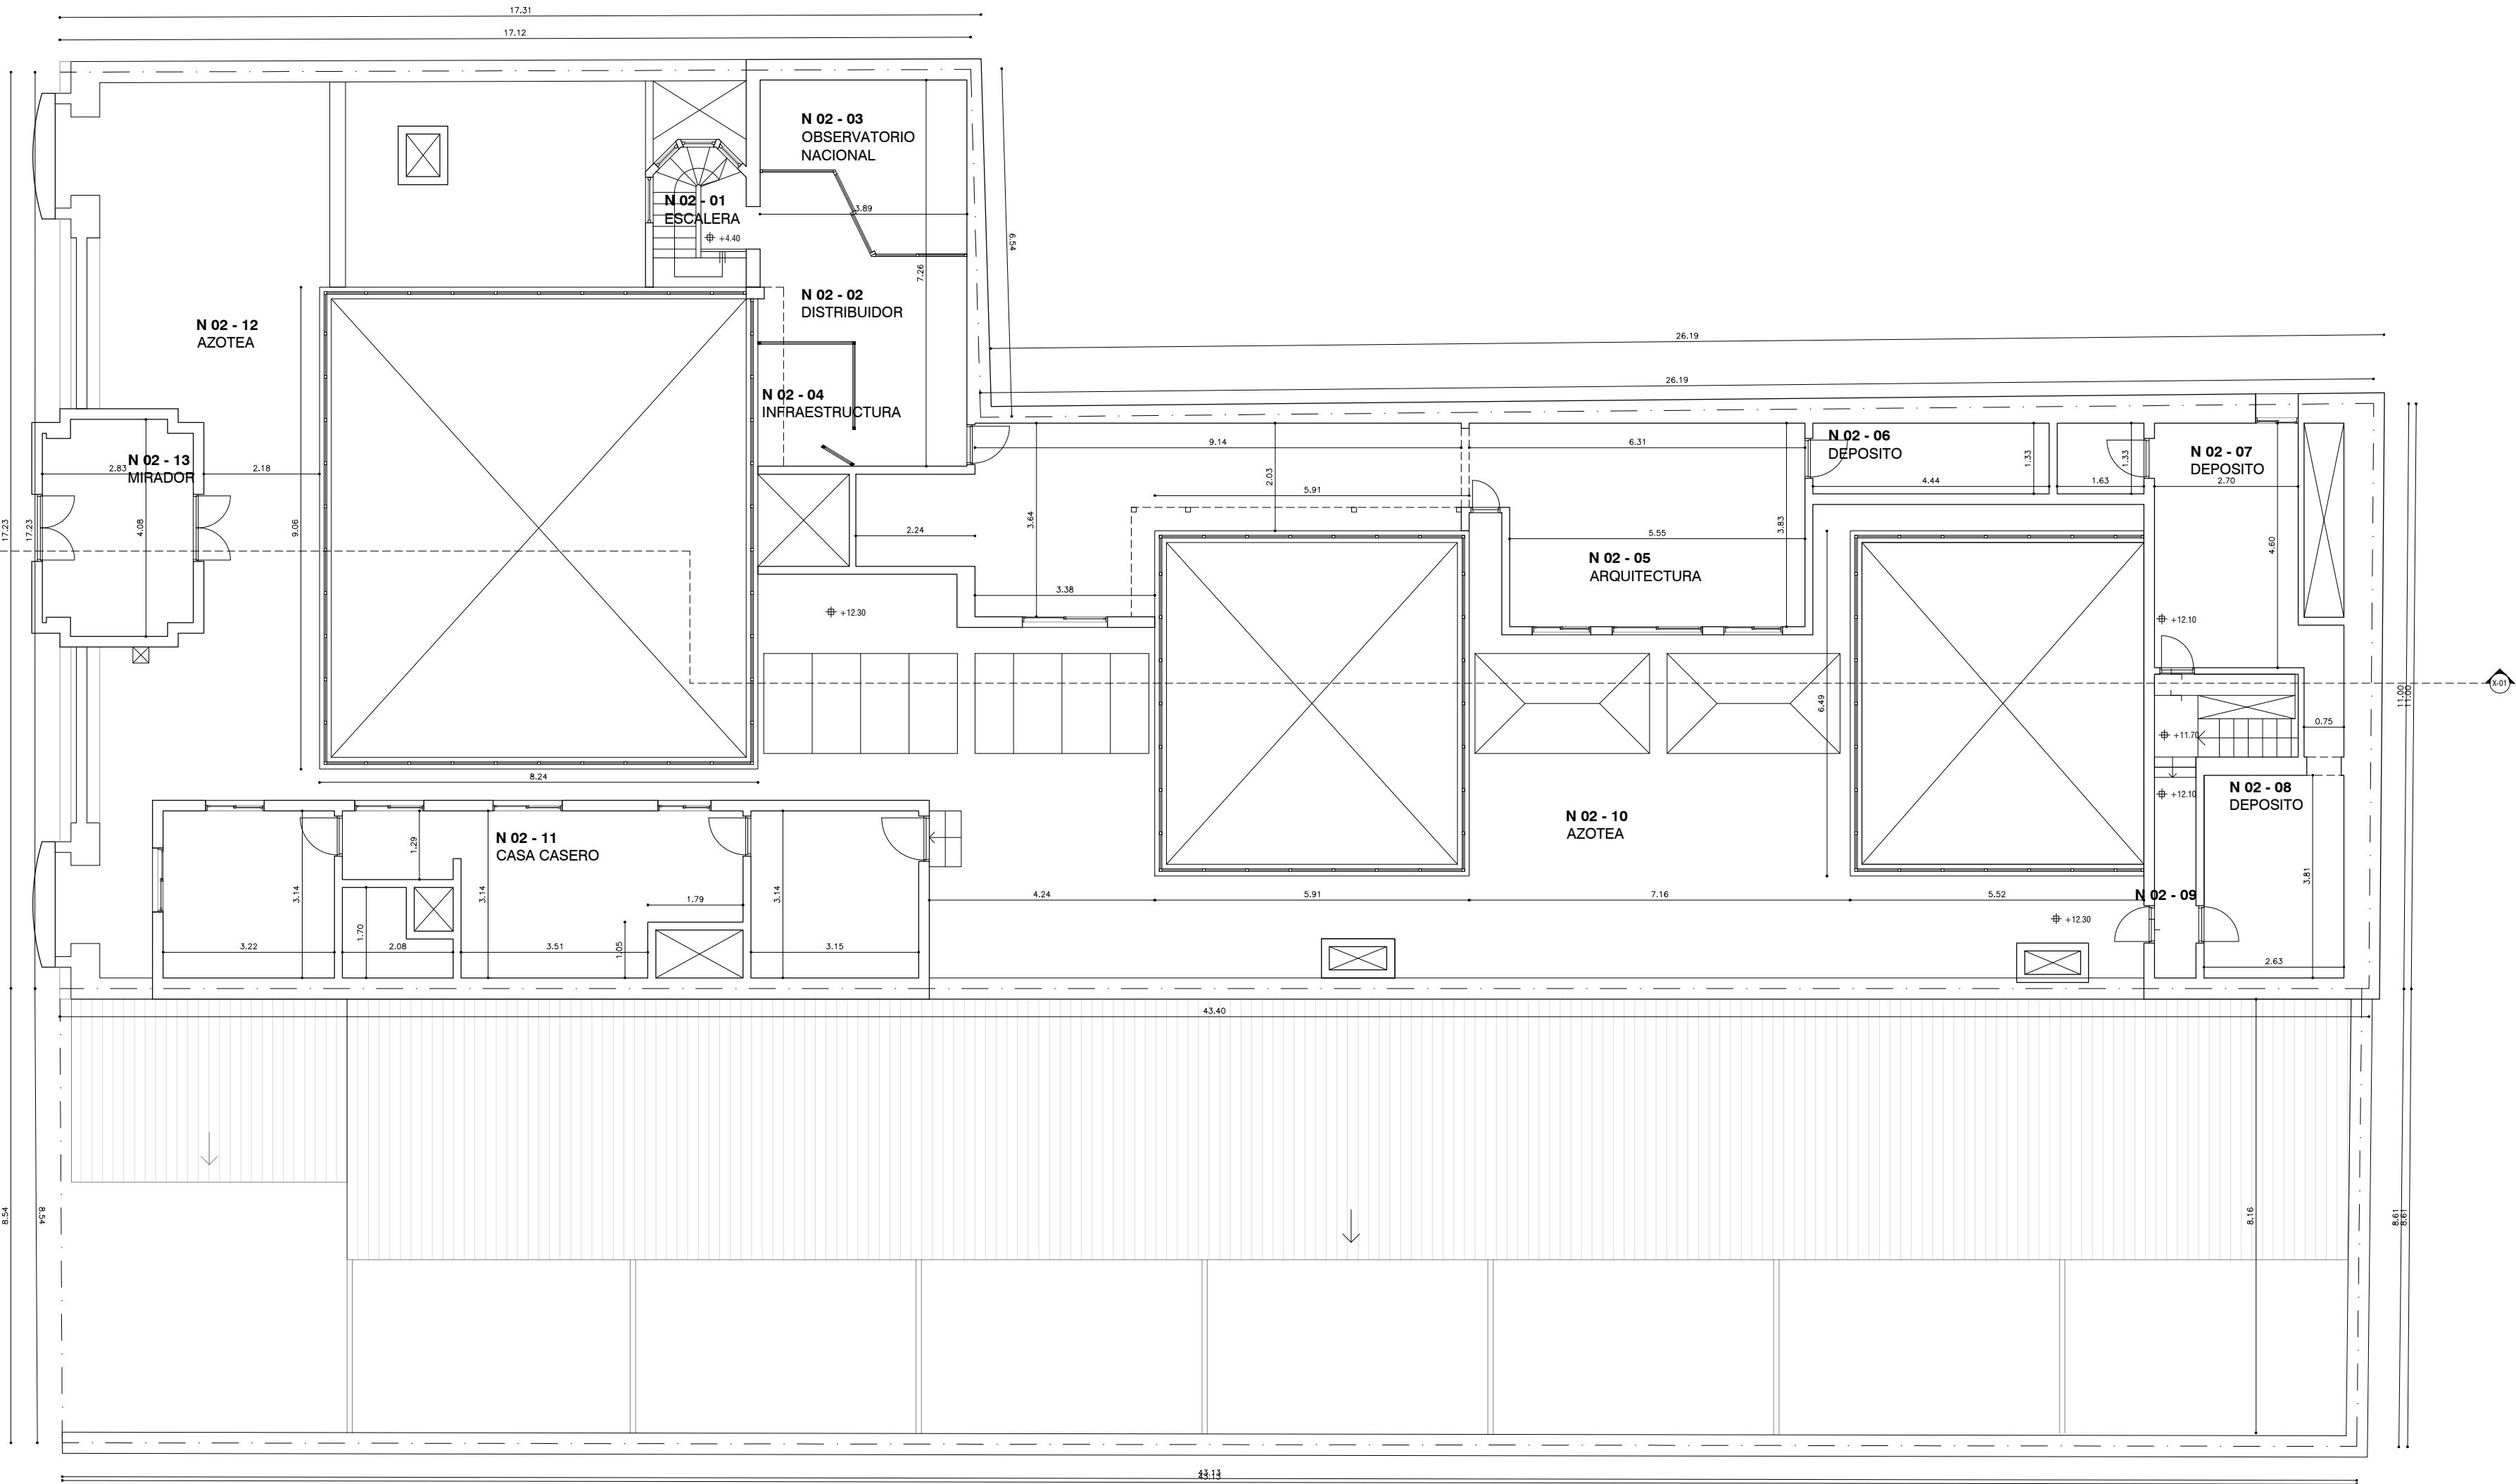 17.31
17.12
N 02 - 03
OBSERVATORIO
NACIONAL
N 02 - 01
ESCALERA
3.89
+4.40
6.54
7.26
N 02 - 02
DISTRIBUIDOR
N 02 - 12
AZOTEA
26.19
26.19
N 02 - 04
INFRAESTRUCTURA
N 02 - 13
MIRADOR
2.83
2.18
4.08
9.06
17.23
17.23
9.14
6.31
N 02 - 06
DEPOSITO
1.33
1.33
N 02 - 07
DEPOSITO
4.44
1.63
2.70
2.03
5.91
3.64
3.83
2.24
5.55
4.60
N 02 - 05
ARQUITECTURA
3.38
+12.30
+12.10
X-01
11.00
11.00
6.49
0.75
+11.70
8.24
N 02 - 08
DEPOSITO
+12.10
N 02 - 10
AZOTEA
N 02 - 11
CASA CASERO
1.29
3.14
3.14
3.14
3.81
1.79
4.24
5.91
7.16
5.52
N 02 - 09
+12.30
1.70
1.05
3.22
2.08
3.51
3.15
2.63
43.40
8.54
8.54
8.16
8.61
8.61
43.13
43.13